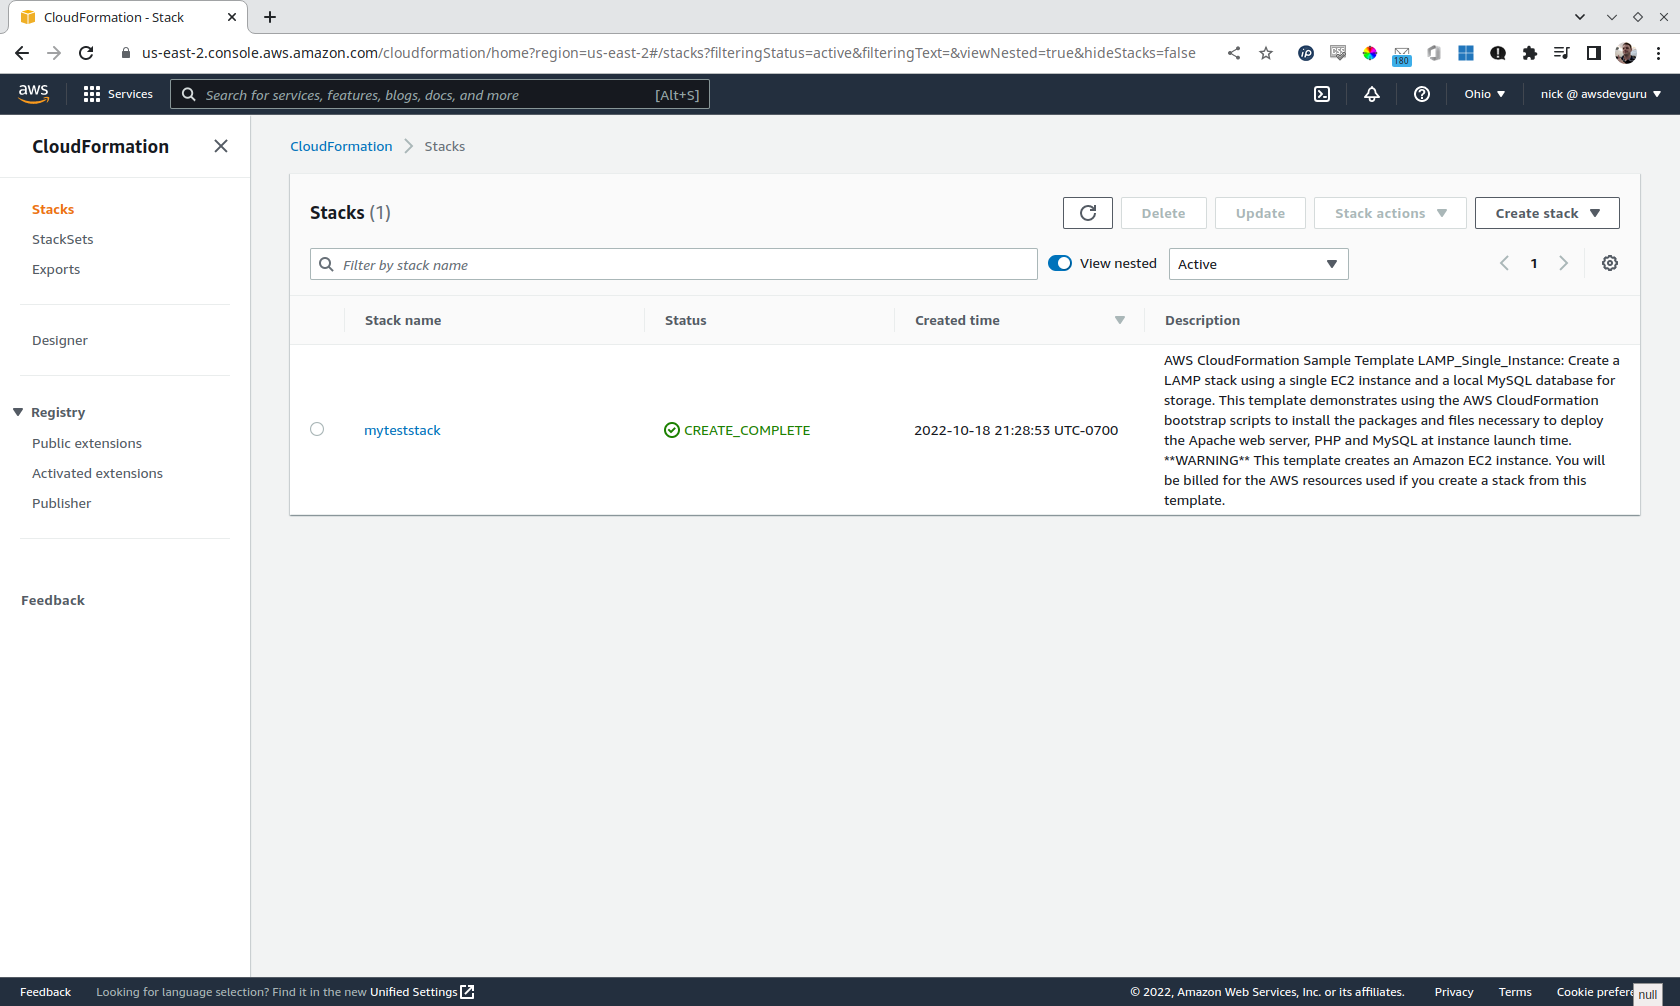 CloudFormation - Stack
us-east-2.console.aws.amazon.com/cloudformation/home?region=us-east-2#/stacks?filteringStatus=active&filteringText=&viewNested=true&hideStacks=false
ip
CSS
180
aws
Services
Search for services, features, blogs, docs, and more
[Alt+S]
Ohio
nick @ awsdevguru
CloudFormation
Stacks
StackSets
Exports
Designer
Registry
Public extensions
Activated extensions
Publisher
Feedback
CloudFormation
Stacks
Stacks (1)
Delete
Update
Stack actions
Create stack
Filter by stack name
View nested
Active
1
Stack name
Status
Created time
Description
myteststack
CREATE_COMPLETE
2022-10-18 21:28:53 UTC-0700
AWS CloudFormation Sample Template LAMP_Single_Instance: Create a
LAMP stack using a single EC2 instance and a local MySQL database for
storage. This template demonstrates using the AWS CloudFormation
bootstrap scripts to install the packages and files necessary to deploy
the Apache web server, PHP and MySQL at instance launch time.
**WARNING** This template creates an Amazon EC2 instance. You will
be billed for the AWS resources used if you create a stack from this
template.
Feedback
Looking for language selection? Find it in the new Unified Settings
© 2022, Amazon Web Services, Inc. or its affiliates.
Privacy
Terms
Cookie prefere
null